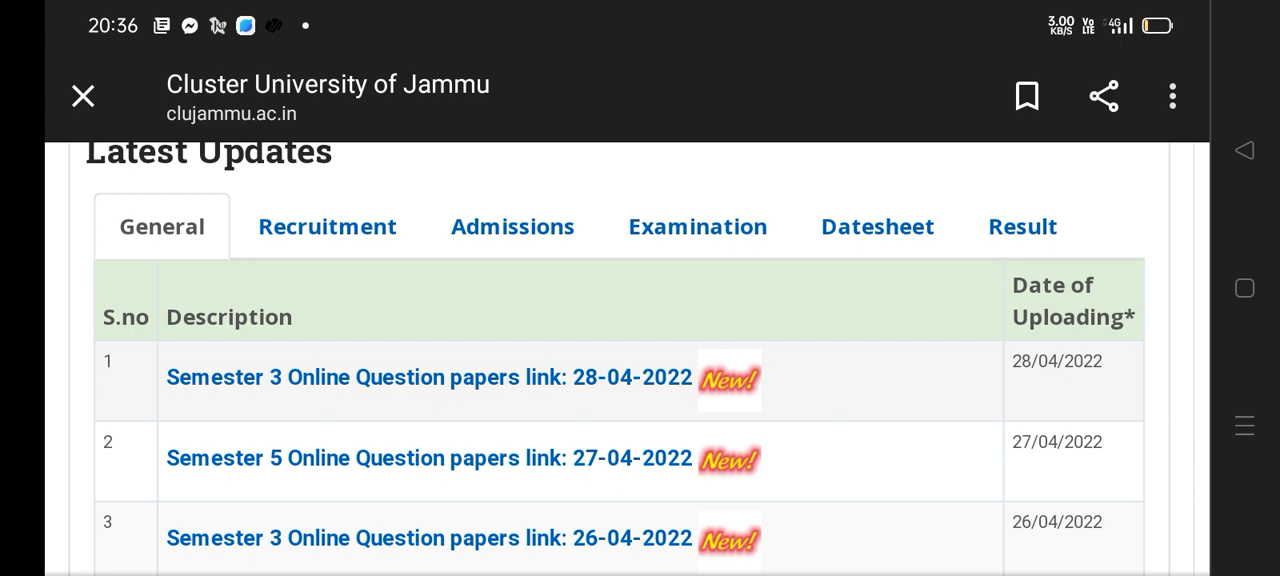 20:36
3.00 KB/S Vo LTE 4G
Cluster University of Jammu
clujammu.ac.in
Latest Updates
General Recruitment Admissions Examination Datesheet Result
S.no Description Date of Uploading*
1 Semester 3 Online Question papers link: 28-04-2022 New! 28/04/2022
2 Semester 5 Online Question papers link: 27-04-2022 New! 27/04/2022
3 Semester 3 Online Question papers link: 26-04-2022 New! 26/04/2022